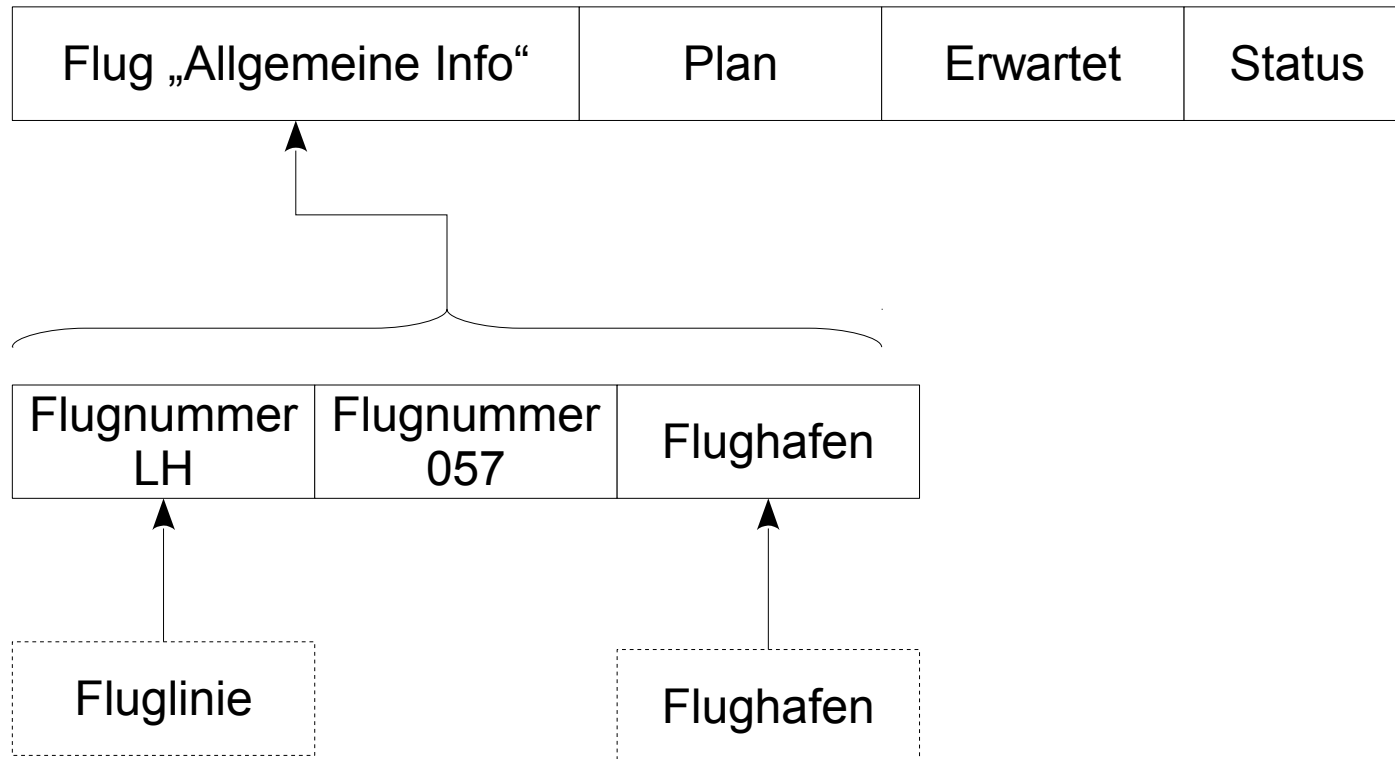 Flug „Allgemeine Info“ Plan Erwartet Status
Flugnummer Flugnummer Flughafen
LH 057
Fluglinie Flughafen